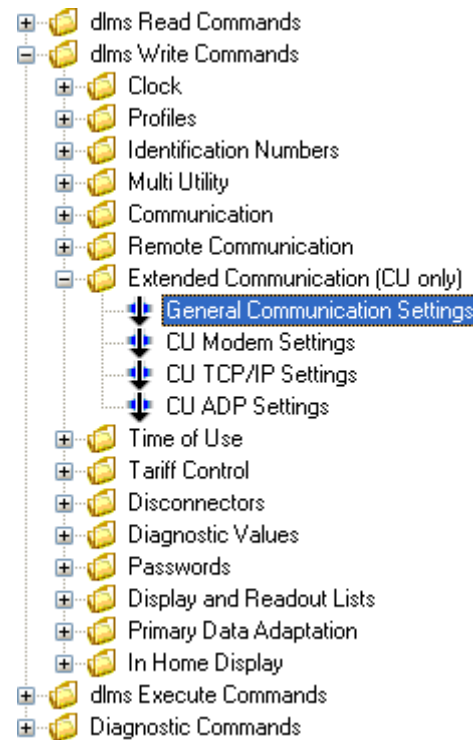 dlms Read Commands
dlms Write Commands
Clock
Profiles
Identification Numbers
Multi Utility
Communication
Remote Communication
Extended Communication (CU only)
General Communication Settings
CU Modem Settings
CU TCP/IP Settings
CU ADP Settings
Time of Use
Tariff Control
Disconnectors
Diagnostic Values
Passwords
Display and Readout Lists
Primary Data Adaptation
In Home Display
dlms Execute Commands
Diagnostic Commands